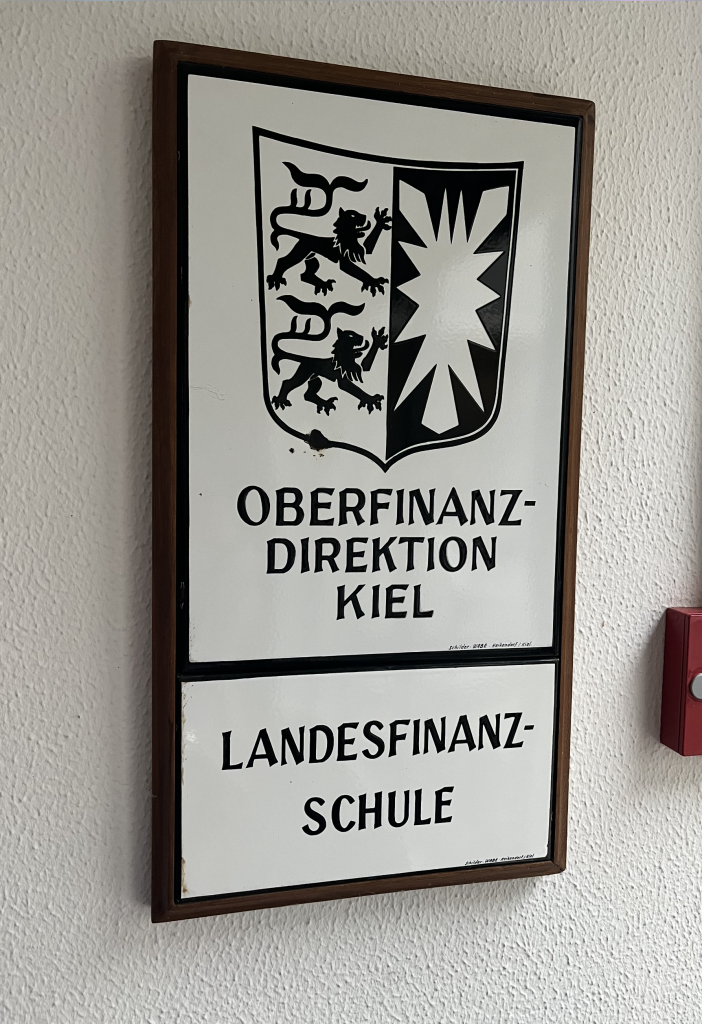 OBERFINANZ-
DIREKTION
KIEL
LANDESFINANZ-
SCHULE